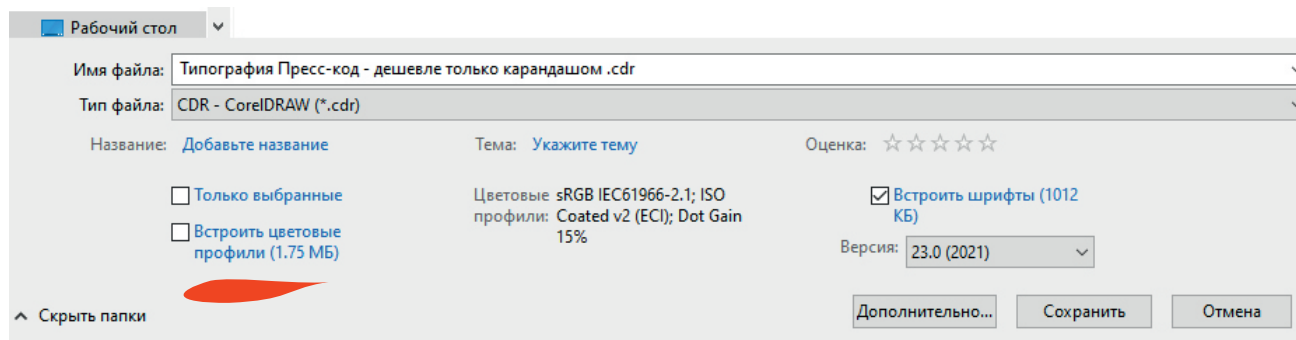 Рабочий стол
Имя файла: Типография Пресс-код - дешевле только карандашом .cdr
Тип файла: CDR - CorelDRAW (*.cdr)
Название: Добавьте название Тема: Укажите тему Оценка:
Только выбранные Цветовые sRGB IEC61966-2.1; ISO Встроить шрифты (1012
профили: Coated v2 (ECI); Dot Gain КБ)
Встроить цветовые 15% Версия: 23.0 (2021)
профили (1.75 МБ)
Скрыть папки Дополнительно... Сохранить Отмена